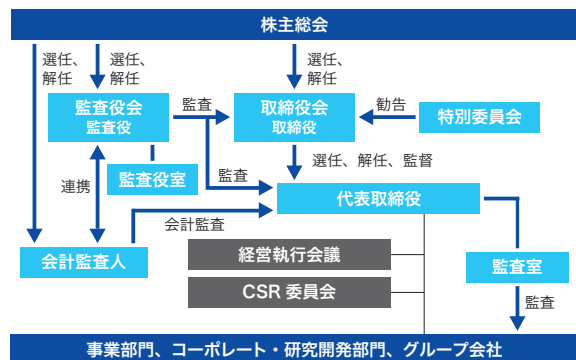 株主総会
選任、
解任
選任、
解任
選任、
解任
監査役会
監査役
監査
取締役会
取締役
勧告
特別委員会
監査役室
連携
監査
選任、解任、監督
代表取締役
会計監査
会計監査人
経営執行会議
CSR 委員会
監査室
監査
事業部門、コーポレート・研究開発部門、グループ会社